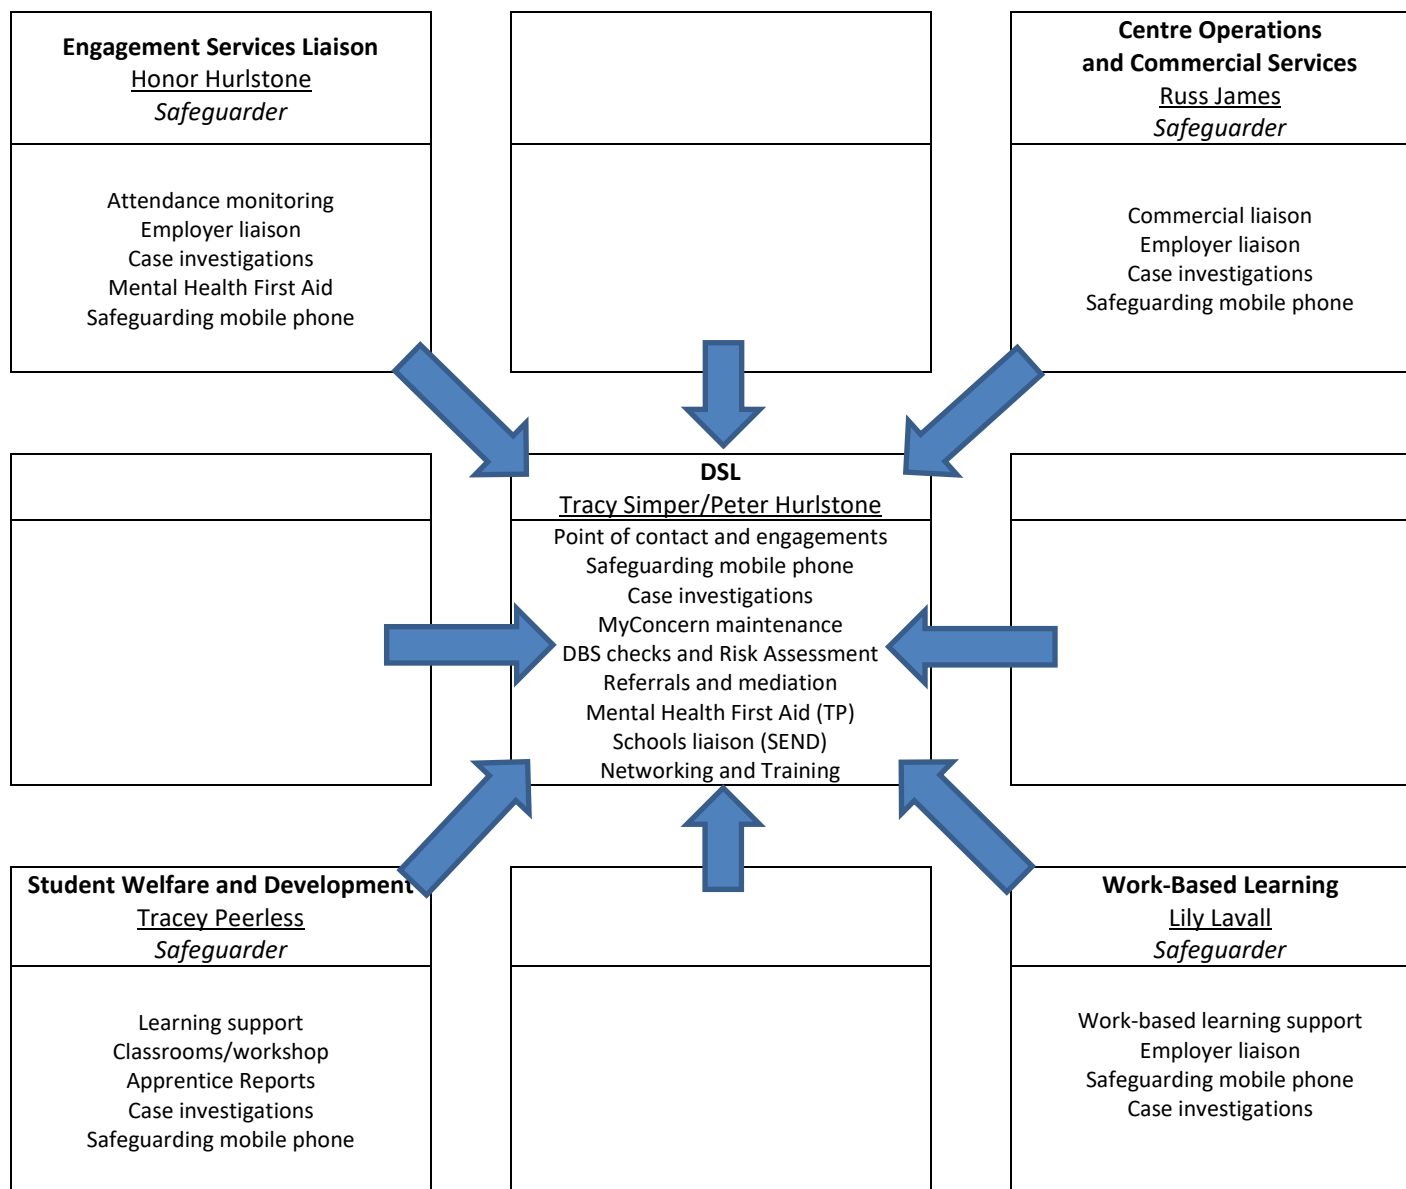 Engagement Services Liaison
Honor Hurlstone
Safeguarder
Attendance monitoring
Employer liaison
Case investigations
Mental Health First Aid
Safeguarding mobile phone
Centre Operations
and Commercial Services
Russ James
Safeguarder
Commercial liaison
Employer liaison
Case investigations
Safeguarding mobile phone
DSL
Tracy Simper/Peter Hurlstone
Point of contact and engagements
Safeguarding mobile phone
Case investigations
MyConcern maintenance
DBS checks and Risk Assessment
Referrals and mediation
Mental Health First Aid (TP)
Schools liaison (SEND)
Networking and Training
Student Welfare and Development
Tracey Peerless
Safeguarder
Learning support
Classrooms/workshop
Apprentice Reports
Case investigations
Safeguarding mobile phone
Work-Based Learning
Lily Lavall
Safeguarder
Work-based learning support
Employer liaison
Safeguarding mobile phone
Case investigations